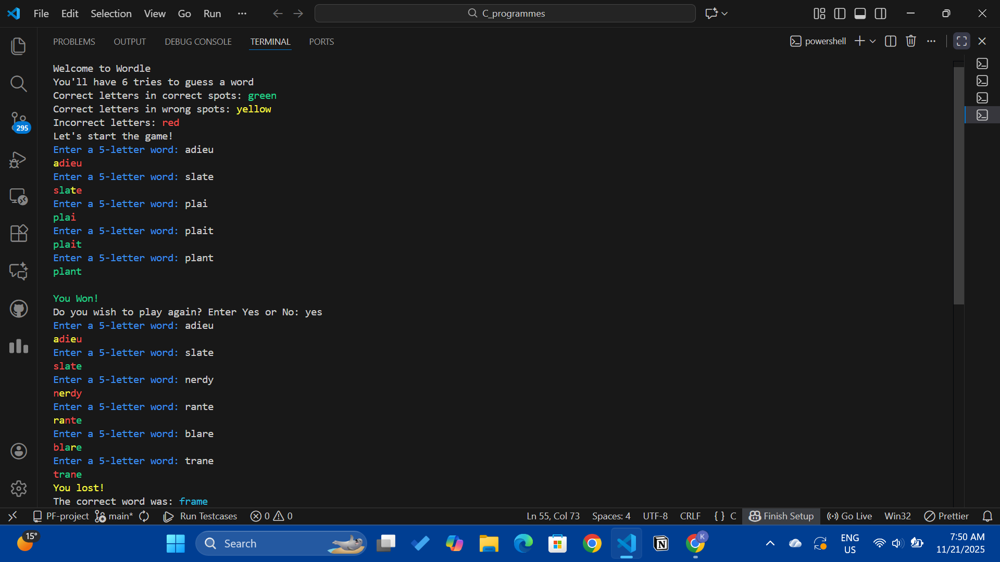 File Edit Selection View Go Run ... C_programmes
PROBLEMS OUTPUT DEBUG CONSOLE TERMINAL PORTS powershell
Welcome to Wordle
You'll have 6 tries to guess a word
Correct letters in correct spots: green
Correct letters in wrong spots: yellow
Incorrect letters: red
Let's start the game!
Enter a 5-letter word: adieu
adieu
Enter a 5-letter word: slate
slate
Enter a 5-letter word: plai
plai
Enter a 5-letter word: plait
plait
Enter a 5-letter word: plant
plant
You Won!
Do you wish to play again? Enter Yes or No: yes
Enter a 5-letter word: adieu
adieu
Enter a 5-letter word: slate
slate
Enter a 5-letter word: nerdy
nerdy
Enter a 5-letter word: rante
rante
Enter a 5-letter word: blare
blare
Enter a 5-letter word: trane
trane
You lost!
The correct word was: frame
295
PF-project main* Run Testcases 0 0 Ln 55, Col 73 Spaces: 4 UTF-8 CRLF { } C Finish Setup Go Live Win32 Prettier
15° Search K ENG US 7:50 AM
11/21/2025